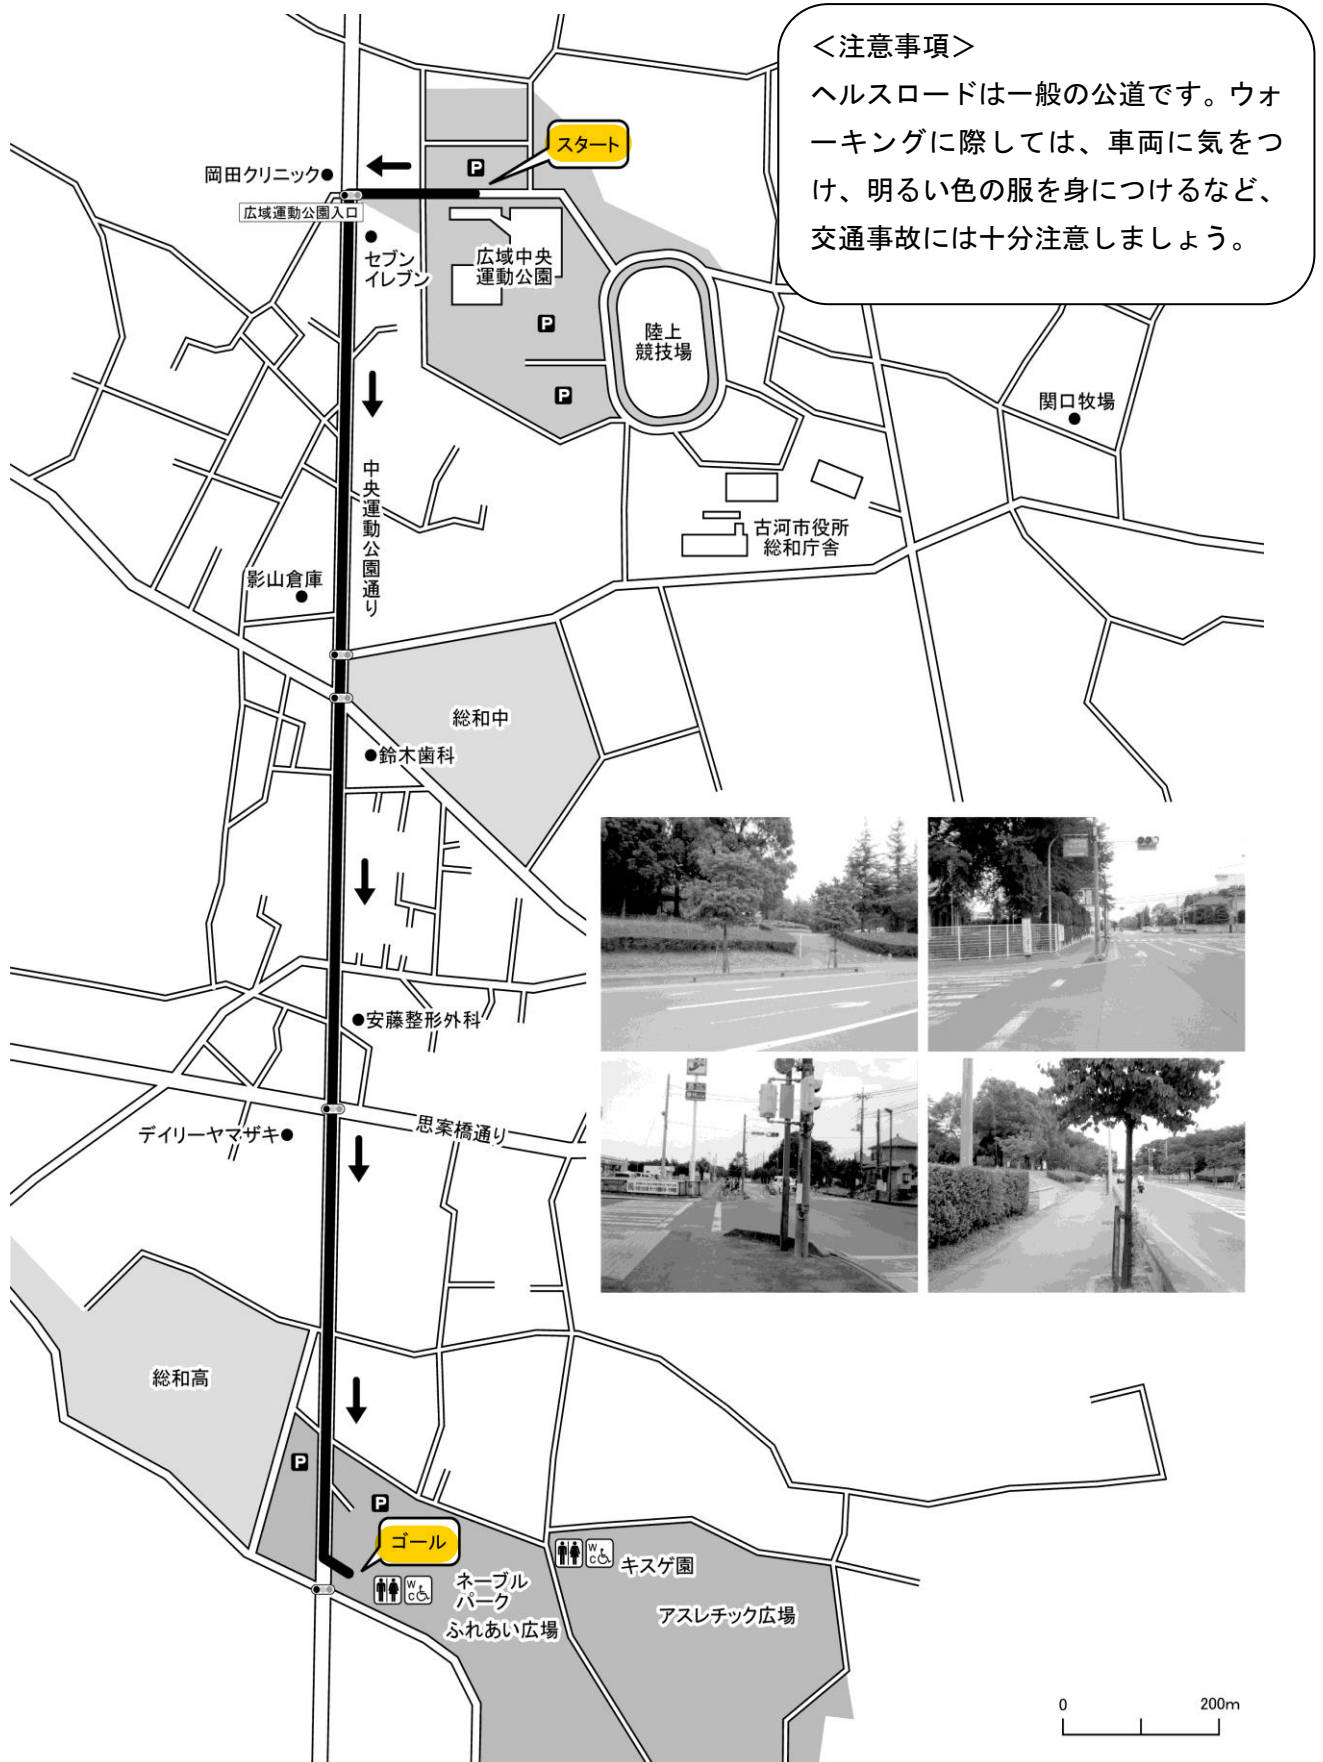 ＜注意事項＞
ヘルスロードは一般の公道です。ウォ
ーキングに際しては、車両に気をつ
け、明るい色の服を身につけるなど、
交通事故には十分注意しましょう。
スタート
P
岡田クリニック
広域運動公園入口
セブン
イレブン
広域中央
運動公園
P
陸上
競技場
P
関口牧場
中央運動公園通り
古河市役所
総和庁舎
影山倉庫
総和中
鈴木歯科
安藤整形外科
思案橋通り
デイリーヤマザキ
総和高
P
P
ゴール
WC
キスゲ園
WC
ネーブル
パーク
ふれあい広場
アスレチック広場
0 200m